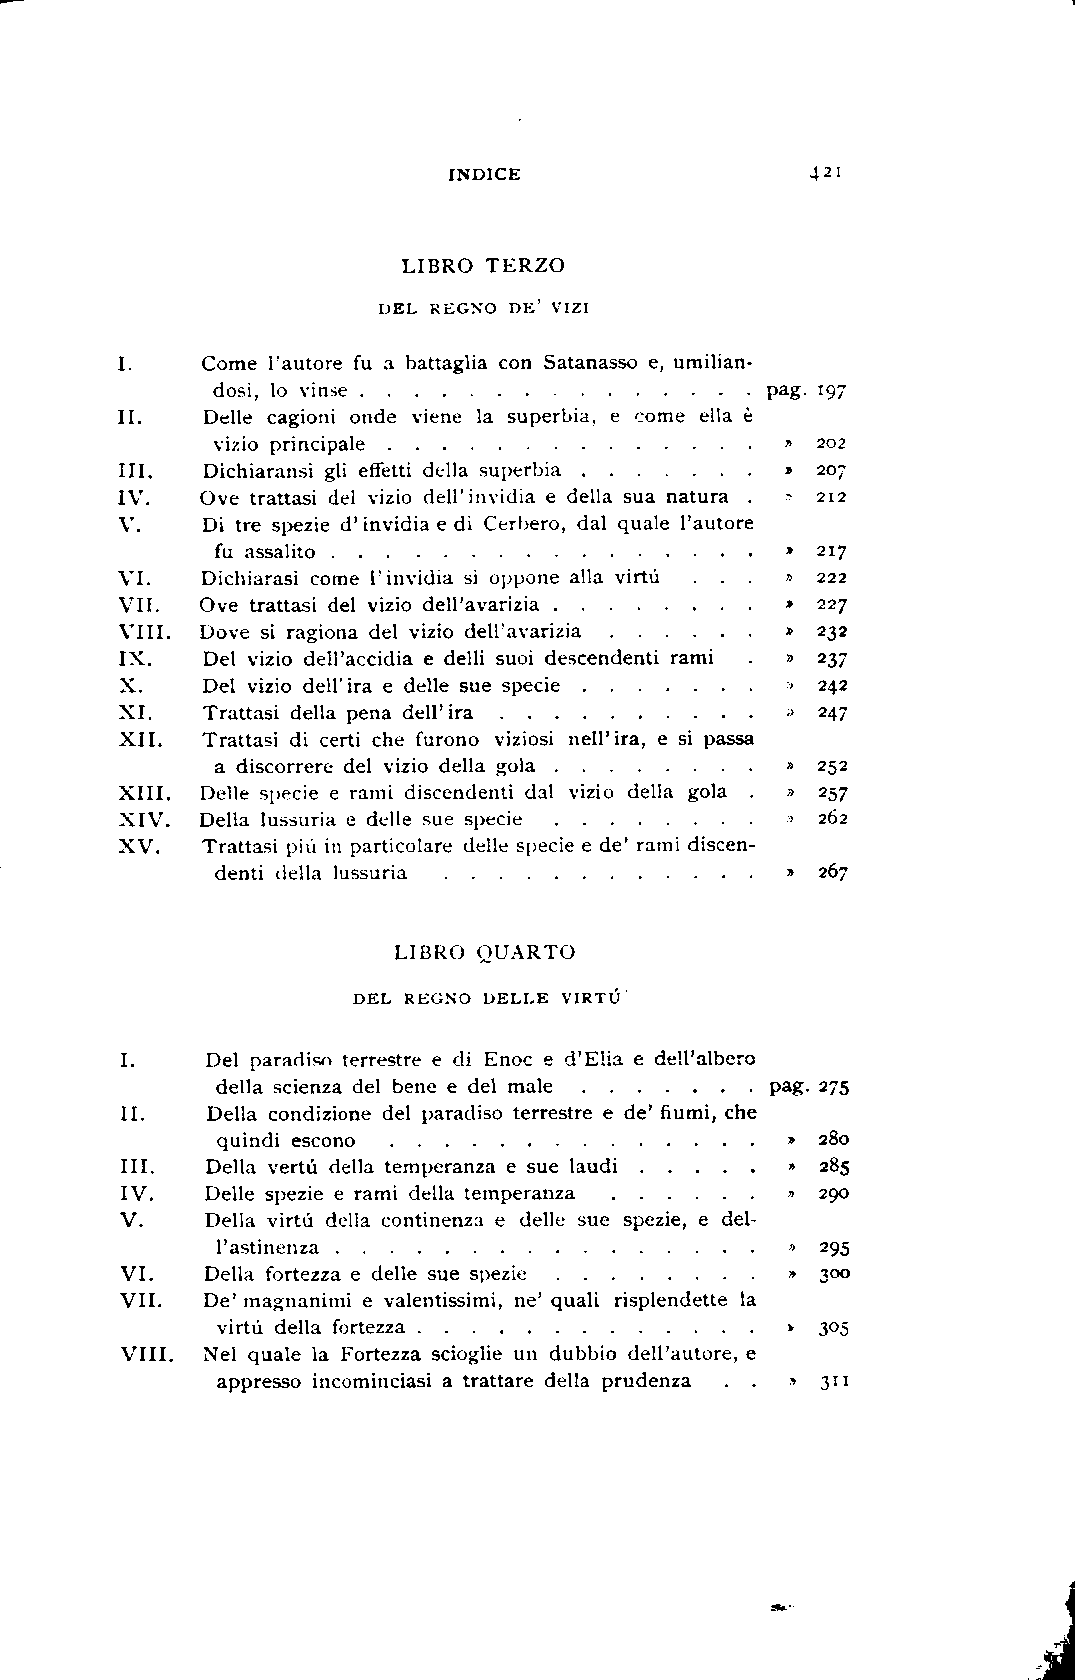 INDICE 421
LIBRO TERZO
DEL REGNO DE' VIZI
I. Come l'autore fu a battaglia con Satanasso e, umilian-
dosi, lo vinse . . . . . . . . . . . . . . . pag. 197
II. Delle cagioni onde viene la superbia, e come ella è
vizio principale . . . . . . . . . . . . . . » 202
III. Dichiaransi gli effetti della superbia . . . . . . . » 207
IV. Ove trattasi del vizio dell'invidia e della sua natura . » 212
V. Di tre spezie d'invidia e di Cerbero, dal quale l'autore
fu assalito . . . . . . . . . . . . . . . . » 217
VI. Dichiarasi come l'invidia si oppone alla virtú . . . » 222
VII. Ove trattasi del vizio dell'avarizia . . . . . . . . » 227
VIII. Dove si ragiona del vizio dell'avarizia . . . . . . » 232
IX. Del vizio dell'accidia e delli suoi descendenti rami . » 237
X. Del vizio dell'ira e delle sue specie . . . . . . . » 242
XI. Trattasi della pena dell'ira . . . . . . . . . . » 247
XII. Trattasi di certi che furono viziosi nell'ira, e si passa
a discorrere del vizio della gola . . . . . . . . » 252
XIII. Delle specie e rami discendenti dal vizio della gola . » 257
XIV. Della lussuria e delle sue specie . . . . . . . . » 262
XV. Trattasi piú in particolare delle specie e de' rami discen-
denti della lussuria . . . . . . . . . . . . » 267
LIBRO QUARTO
DEL REGNO DELLE VIRTÚ
I. Del paradiso terrestre e di Enoc e d'Elia e dell'albero
della scienza del bene e del male . . . . . . . pag. 275
II. Della condizione del paradiso terrestre e de' fiumi, che
quindi escono . . . . . . . . . . . . . . » 280
III. Della vertú della temperanza e sue laudi . . . . . » 285
IV. Delle spezie e rami della temperanza . . . . . . » 290
V. Della virtú della continenza e delle sue spezie, e del-
l'astinenza . . . . . . . . . . . . . . . . » 295
VI. Della fortezza e delle sue spezie . . . . . . . . » 300
VII. De' magnanimi e valentissimi, ne' quali risplendette la
virtú della fortezza . . . . . . . . . . . . . » 305
VIII. Nel quale la Fortezza scioglie un dubbio dell'autore, e
appresso incominciasi a trattare della prudenza . . » 311